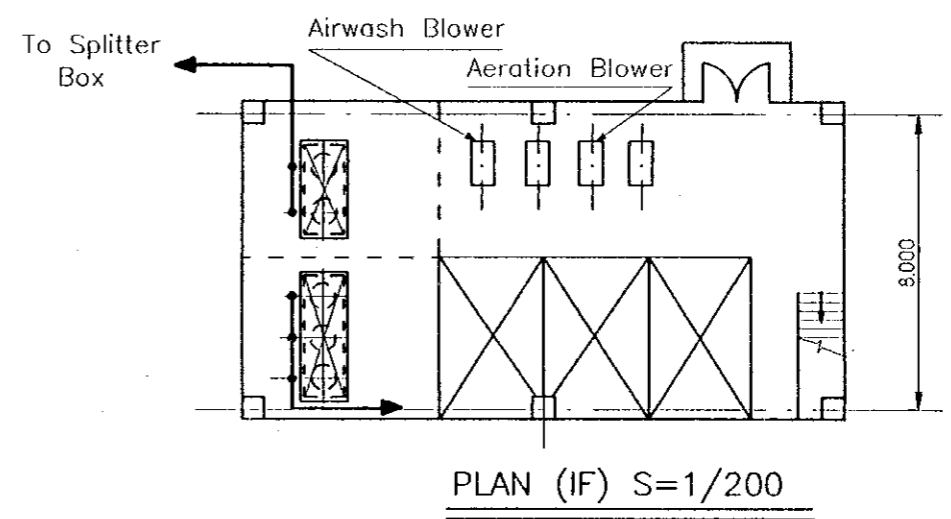 Airwash Blower
To Splitter
Box
Aeration Blower
8.000
PLAN (IF) S=1/200